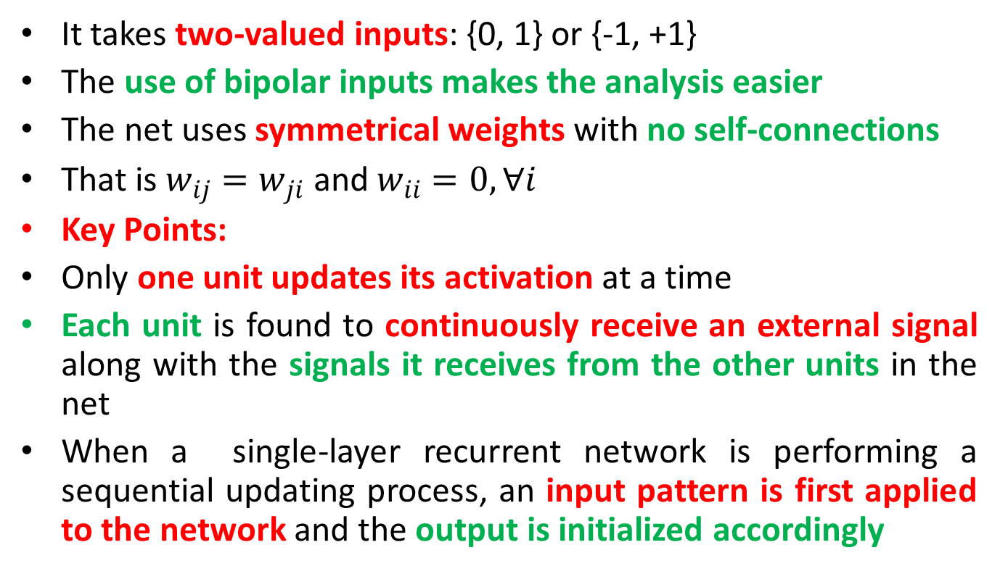 • It takes two-valued inputs: {0, 1} or {-1, +1}
• The use of bipolar inputs makes the analysis easier
• The net uses symmetrical weights with no self-connections
• That is w_{ij} = w_{ji} and w_{ii} = 0, ∀i
• Key Points:
• Only one unit updates its activation at a time
• Each unit is found to continuously receive an external signal
along with the signals it receives from the other units in the
net
• When a single-layer recurrent network is performing a
sequential updating process, an input pattern is first applied
to the network and the output is initialized accordingly